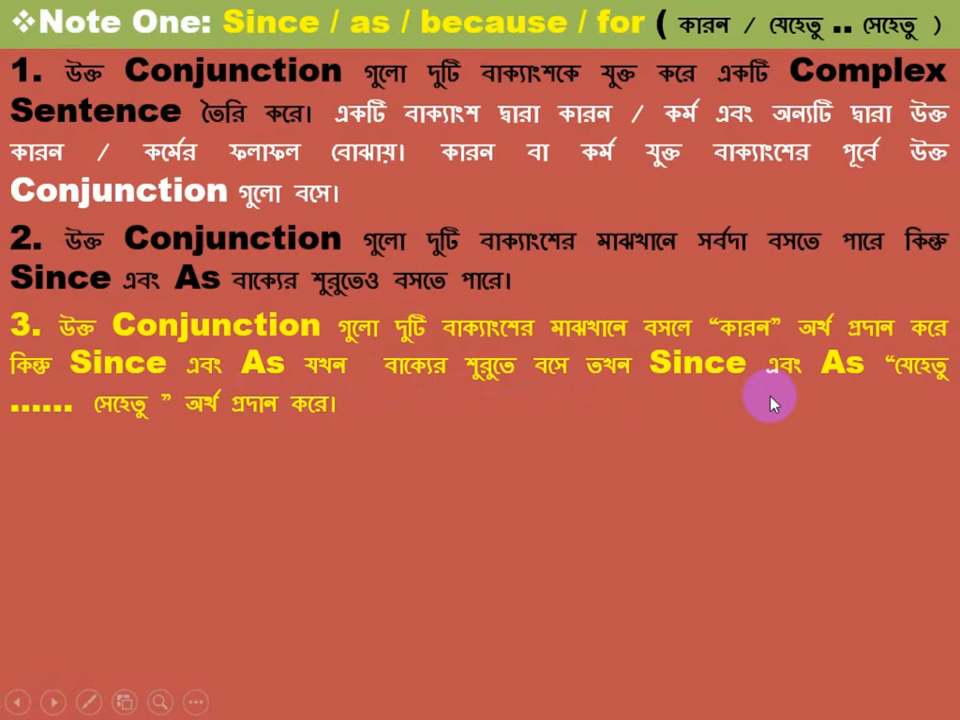 ❖Note One: Since / as / because / for ( কারন / যেহেতু .. সেহেতু )
1. উক্ত Conjunction গুলো দুটি বাক্যাংশকে যুক্ত করে একটি Complex
Sentence তৈরি করে। একটি বাক্যাংশ দ্বারা কারন / কর্ম এবং অন্যটি দ্বারা উক্ত
কারন / কর্মের ফলাফল বোঝায়। কারন বা কর্ম যুক্ত বাক্যাংশের পূর্বে উক্ত
Conjunction গুলো বসে।
2. উক্ত Conjunction গুলো দুটি বাক্যাংশের মাঝখানে সর্বদা বসতে পারে কিন্তু
Since এবং As বাক্যের শুরুতেও বসতে পারে।
3. উক্ত Conjunction গুলো দুটি বাক্যাংশের মাঝখানে বসলে “কারন” অর্থ প্রদান করে
কিন্তু Since এবং As যখন বাক্যের শুরুতে বসে তখন Since এবং As “যেহেতু
...... সেহেতু ” অর্থ প্রদান করে।